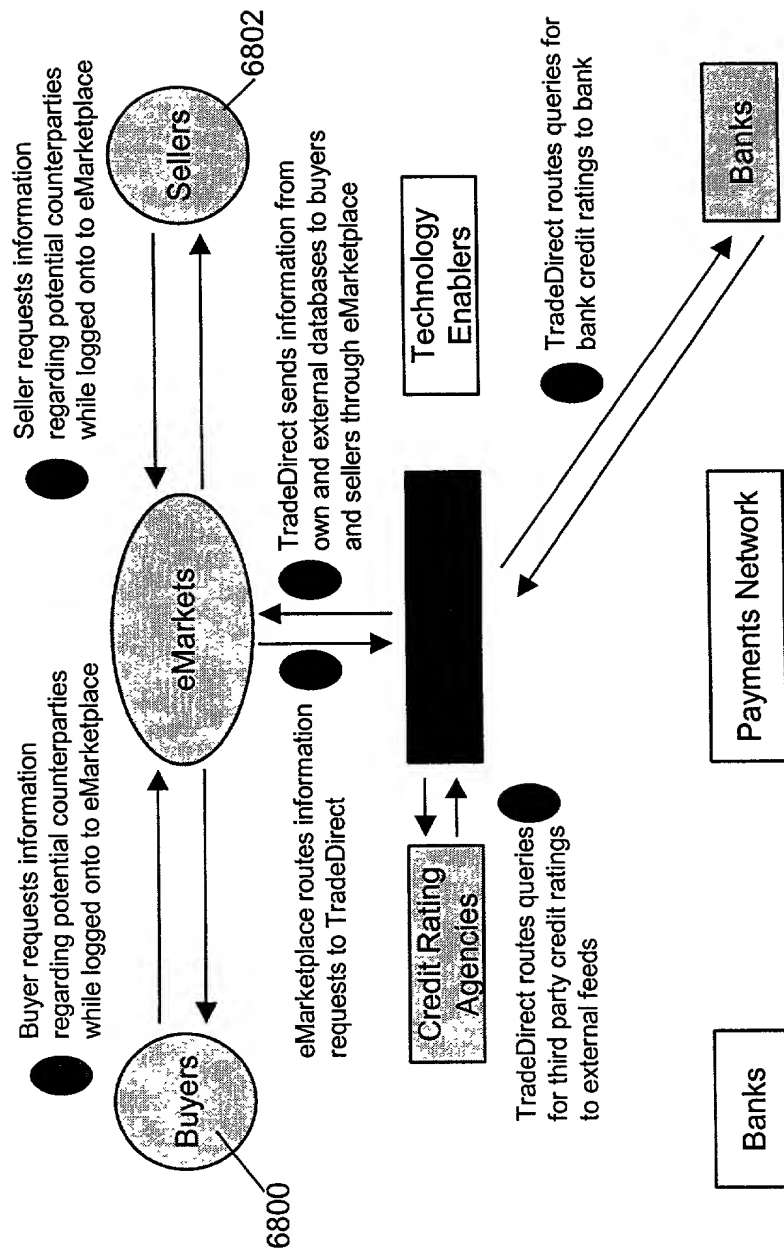 Buyer requests information
regarding potential counterparties
while logged onto to eMarketplace
Seller requests information
regarding potential counterparties
while logged onto to eMarketplace
Buyers
eMarkets
Sellers
6800
6802
eMarketplace routes information
requests to TradeDirect
TradeDirect sends information from
own and external databases to buyers
and sellers through eMarketplace
Credit Rating
Agencies
Technology
Enablers
TradeDirect routes queries
for third party credit ratings
to external feeds
TradeDirect routes queries for
bank credit ratings to bank
Banks
Payments Network
Banks